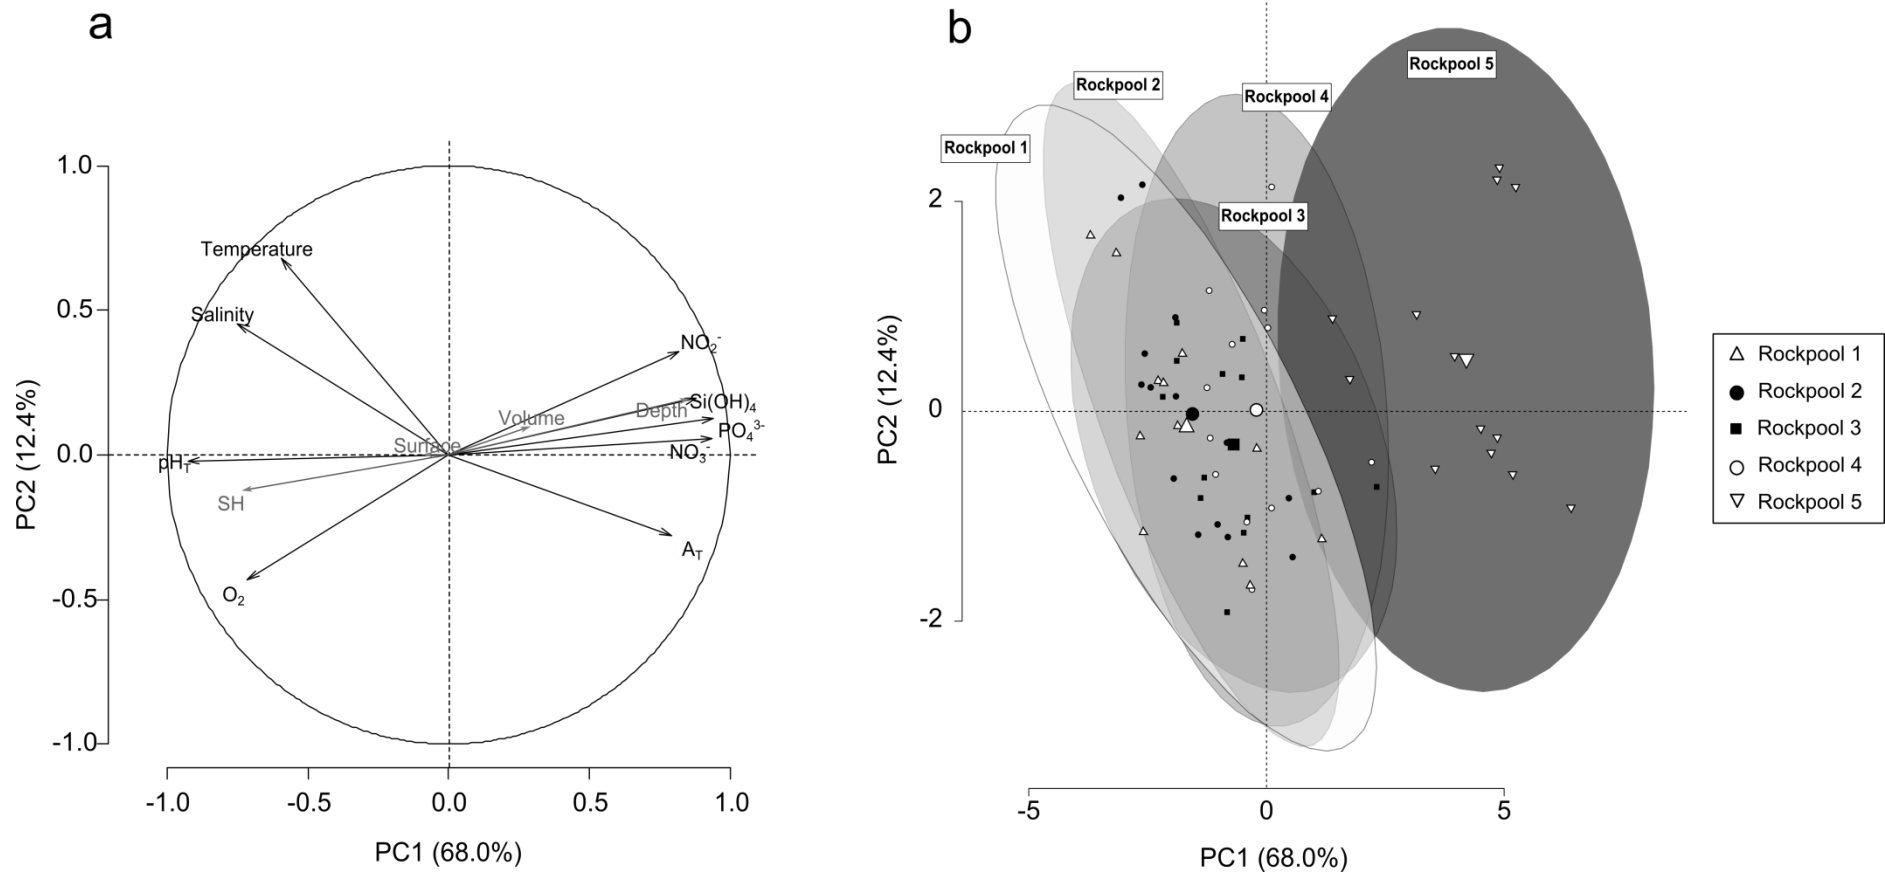 a
1.0
0.5
0.0
-0.5
-1.0
PC2 (12.4%)
Temperature
Salinity
NO₂⁻
Si(OH)₄
Depth
Volume
PO₄³⁻
Surface
NO₃⁻
pH_T
SH
A_T
O₂
-1.0 -0.5 0.0 0.5 1.0
PC1 (68.0%)
b
Rockpool 5
Rockpool 2
Rockpool 4
Rockpool 1
Rockpool 3
2
0
-2
PC2 (12.4%)
-5 0 5
PC1 (68.0%)
Rockpool 1
Rockpool 2
Rockpool 3
Rockpool 4
Rockpool 5